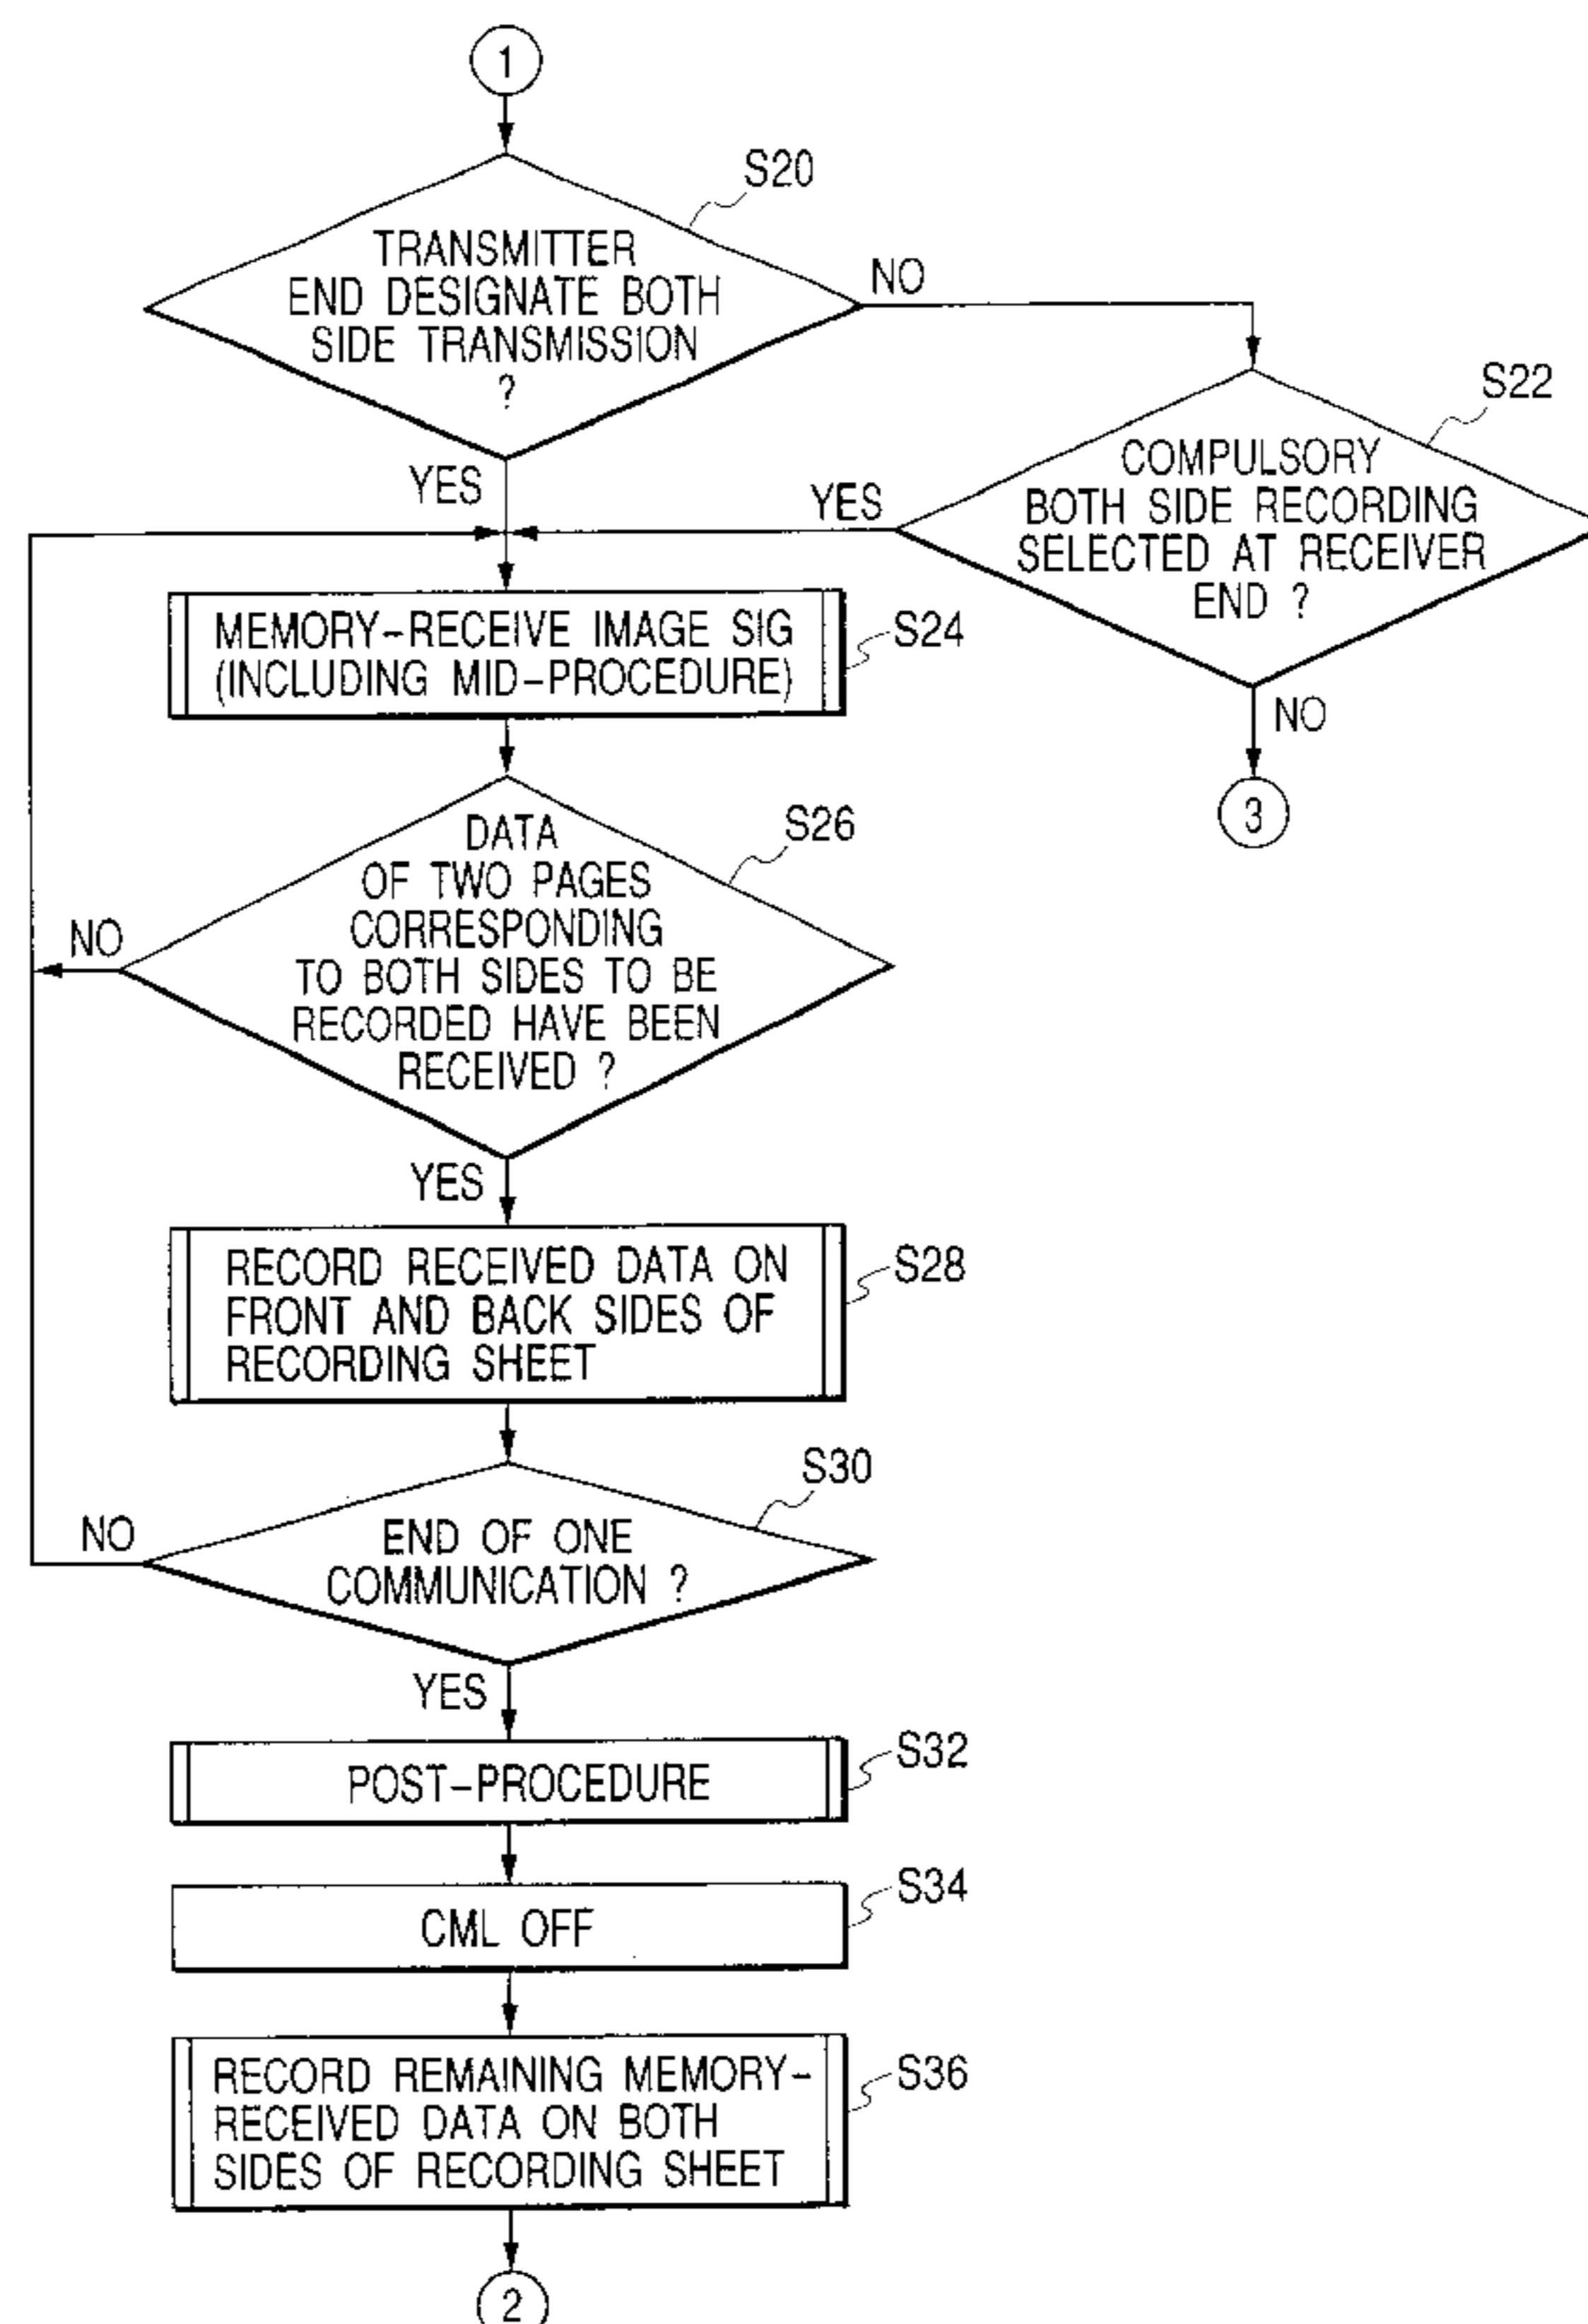 1
S20
TRANSMITTER
END DESIGNATE BOTH
SIDE TRANSMISSION
?
NO
YES
S22
COMPULSORY
BOTH SIDE RECORDING
SELECTED AT RECEIVER
END ?
YES
NO
3
MEMORY-RECEIVE IMAGE SIG
(INCLUDING MID-PROCEDURE)
S24
DATA
OF TWO PAGES
CORRESPONDING
TO BOTH SIDES TO BE
RECORDED HAVE BEEN
RECEIVED ?
S26
NO
YES
RECORD RECEIVED DATA ON
FRONT AND BACK SIDES OF
RECORDING SHEET
S28
END OF ONE
COMMUNICATION ?
S30
NO
YES
POST-PROCEDURE
S32
CML OFF
S34
RECORD REMAINING MEMORY-
RECEIVED DATA ON BOTH
SIDES OF RECORDING SHEET
S36
2